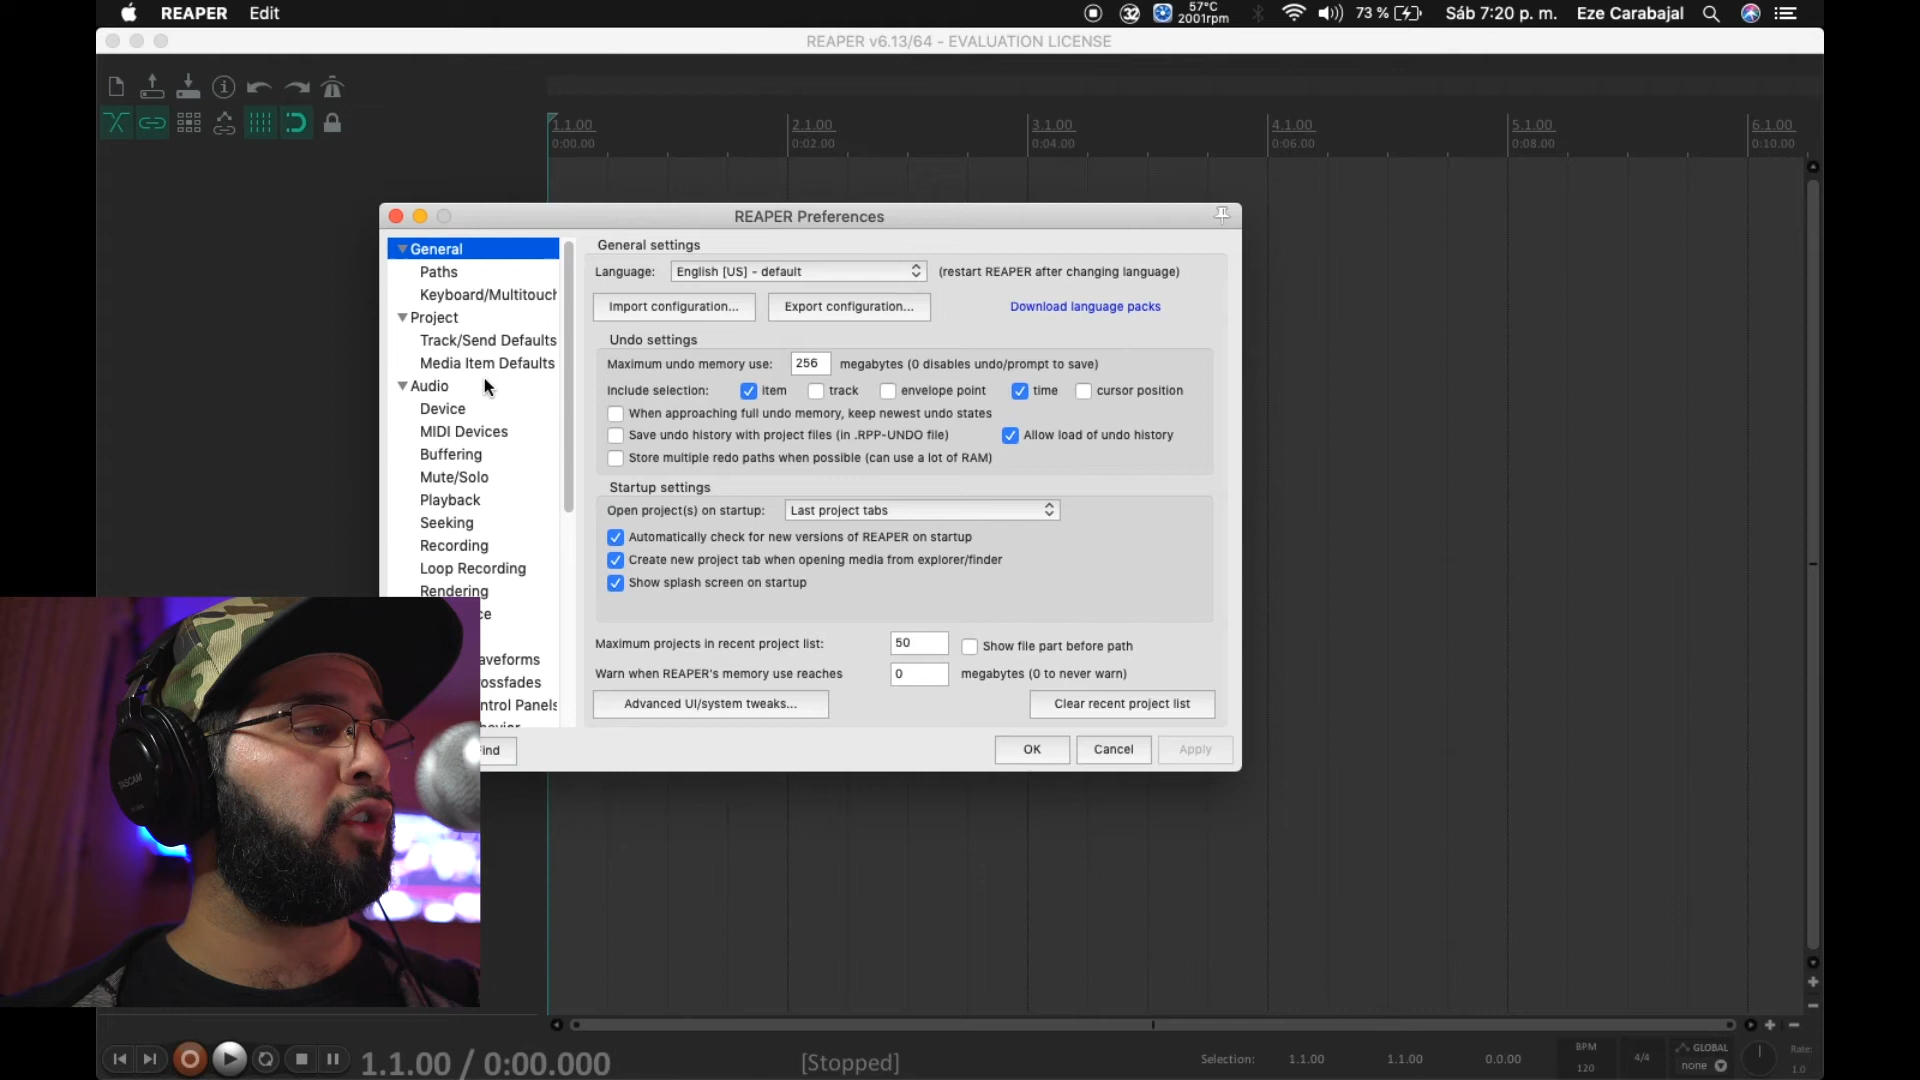 REAPER Edit 32 57°C 2001rpm 73 % Sáb 7:20 p. m. Eze Carabajal
REAPER v6.13/64 - EVALUATION LICENSE
1.1.00 2.1.00 3.1.00 4.1.00 5.1.00 6.1.00
0:00.00 0:02.00 0:04.00 0:06.00 0:08.00 0:10.00
REAPER Preferences
General
Paths
Keyboard/Multitouch
Project
Track/Send Defaults
Media Item Defaults
Audio
Device
MIDI Devices
Buffering
Mute/Solo
Playback
Seeking
Recording
Loop Recording
Rendering
ce
aveforms
ossfades
ntrol Panels
Find
General settings
Language: English [US] - default (restart REAPER after changing language)
Import configuration... Export configuration... Download language packs
Undo settings
Maximum undo memory use: 256 megabytes (0 disables undo/prompt to save)
Include selection: item track envelope point time cursor position
When approaching full undo memory, keep newest undo states
Save undo history with project files (in .RPP-UNDO file) Allow load of undo history
Store multiple redo paths when possible (can use a lot of RAM)
Startup settings
Open project(s) on startup: Last project tabs
Automatically check for new versions of REAPER on startup
Create new project tab when opening media from explorer/finder
Show splash screen on startup
Maximum projects in recent project list: 50 Show file part before path
Warn when REAPER's memory use reaches 0 megabytes (0 to never warn)
Advanced UI/system tweaks... Clear recent project list
OK Cancel Apply
TASCAM
1.1.00 / 0:00.000 [Stopped] Selection: 1.1.00 1.1.00 0.0.00
BPM
120
4/4
GLOBAL
none
Rate:
1.0